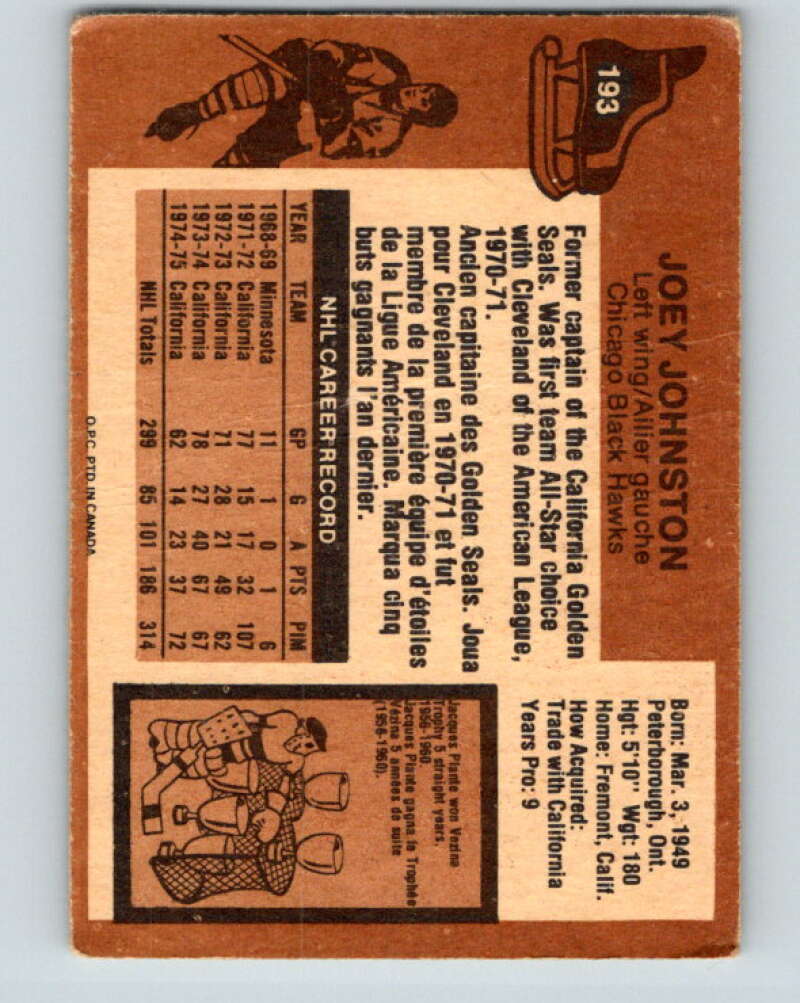 193
JOEY JOHNSTON
Left wing/Ailier gauche
Chicago Black Hawks
Born: Mar. 3, 1949
Peterborough, Ont.
Hgt: 5'10" Wgt: 180
Home: Fremont, Calif.
How Acquired:
Trade with California
Years Pro: 9
Former captain of the California Golden
Seals. Was first team All-Star choice
with Cleveland of the American League,
1970-71.
Ancien capitaine des Golden Seals. Joua
pour Cleveland en 1970-71 et fut
membre de la première équipe d'étoiles
de la Ligue Américaine. Marqua cinq
buts gagnants l'an dernier.
NHL CAREER RECORD
YEAR TEAM GP G A PTS PIM
1968-69 Minnesota 11 1 0 1 6
1971-72 California 77 15 17 32 107
1972-73 California 71 28 21 49 62
1973-74 California 78 27 40 67 67
1974-75 California 62 14 23 37 72
NHL Totals 299 85 101 186 314
Jacques Plante won Vezina
Trophy 5 straight years,
1956-1960.
Jacques Plante gagna le Trophée
Vezina 5 années de suite
(1956-1960).
O.P.C. PTD. IN CANADA